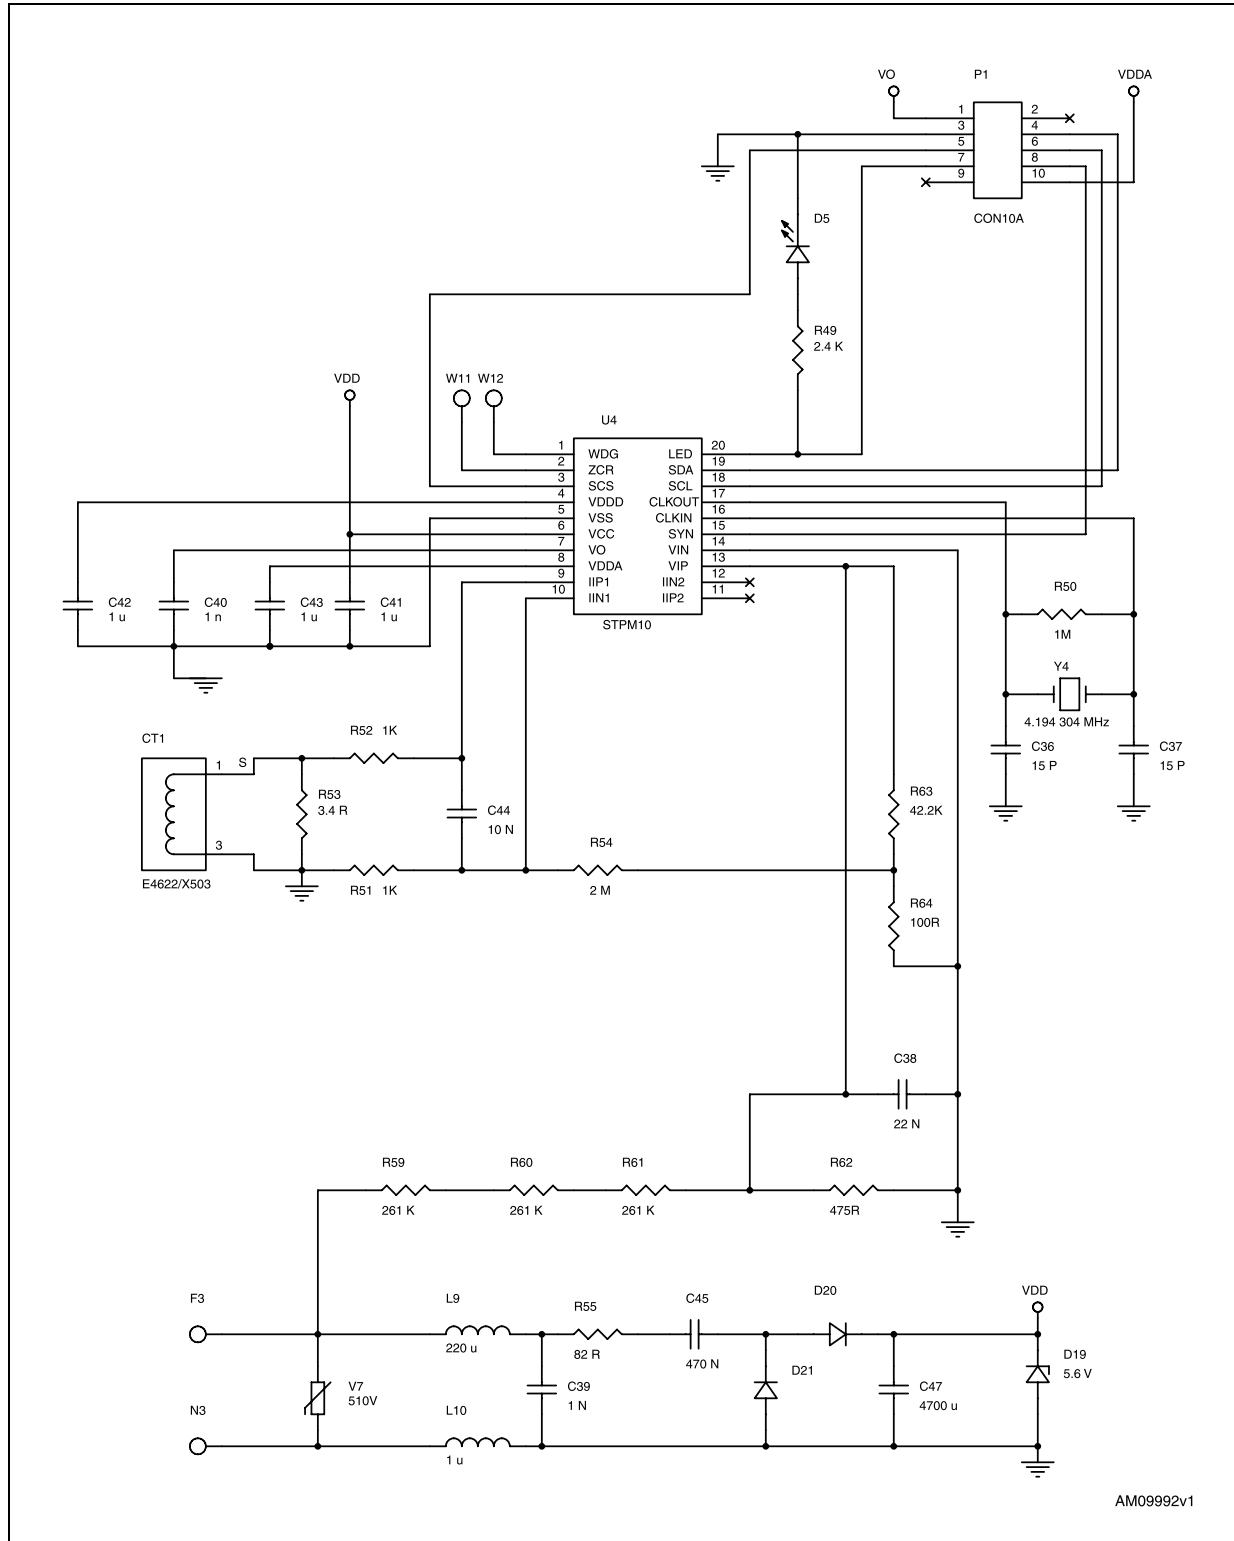 VO P1 VDDA
1 2
3 4
5 6
7 8
9 10
D5 CON10A
R49
2.4 K
VDD W11 W12
U4
1 WDG LED 20
2 ZCR SDA 19
3 SCS SCL 18
4 VDDD CLKOUT 17
5 VSS CLKIN 16
6 VCC SYN 15
7 VO VIN 14
8 VDDA VIP 13
9 IIP1 IIN2 12
10 IIN1 IIP2 11
STPM10
C42 C40 C43 C41
1 u 1 n 1 u 1 u
R50
1M
Y4
4.194 304 MHz
C36 C37
15 P 15 P
CT1
R52 1K
1 S
R53
3.4 R
C44
10 N
3
E4622/X503
R51 1K
R54
2 M
R63
42.2K
R64
100R
C38
22 N
R59 R60 R61 R62
261 K 261 K 261 K 475R
F3 L9 R55 C45 D20 VDD
220 u 82 R 470 N
V7
510V
C39
1 N
D21
C47
4700 u
D19
5.6 V
N3 L10
1 u
AM09992v1